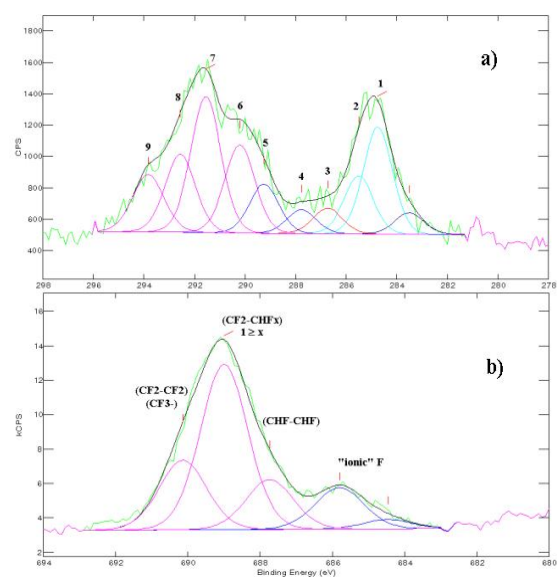 1800
1600
1400
1200
1000
800
600
400
CPS
a)
7
8
6
9
5
4
3
2
1
298 296 294 292 290 288 286 284 282 280 278
(CF2-CHFx)
1 ≥ x
b)
(CF2-CF2)
(CF3-)
(CHF-CHF)
"ionic" F
14
12
10
8
6
4
2
kCPS
694 692 690 688 686 684 682
Binding Energy (eV)